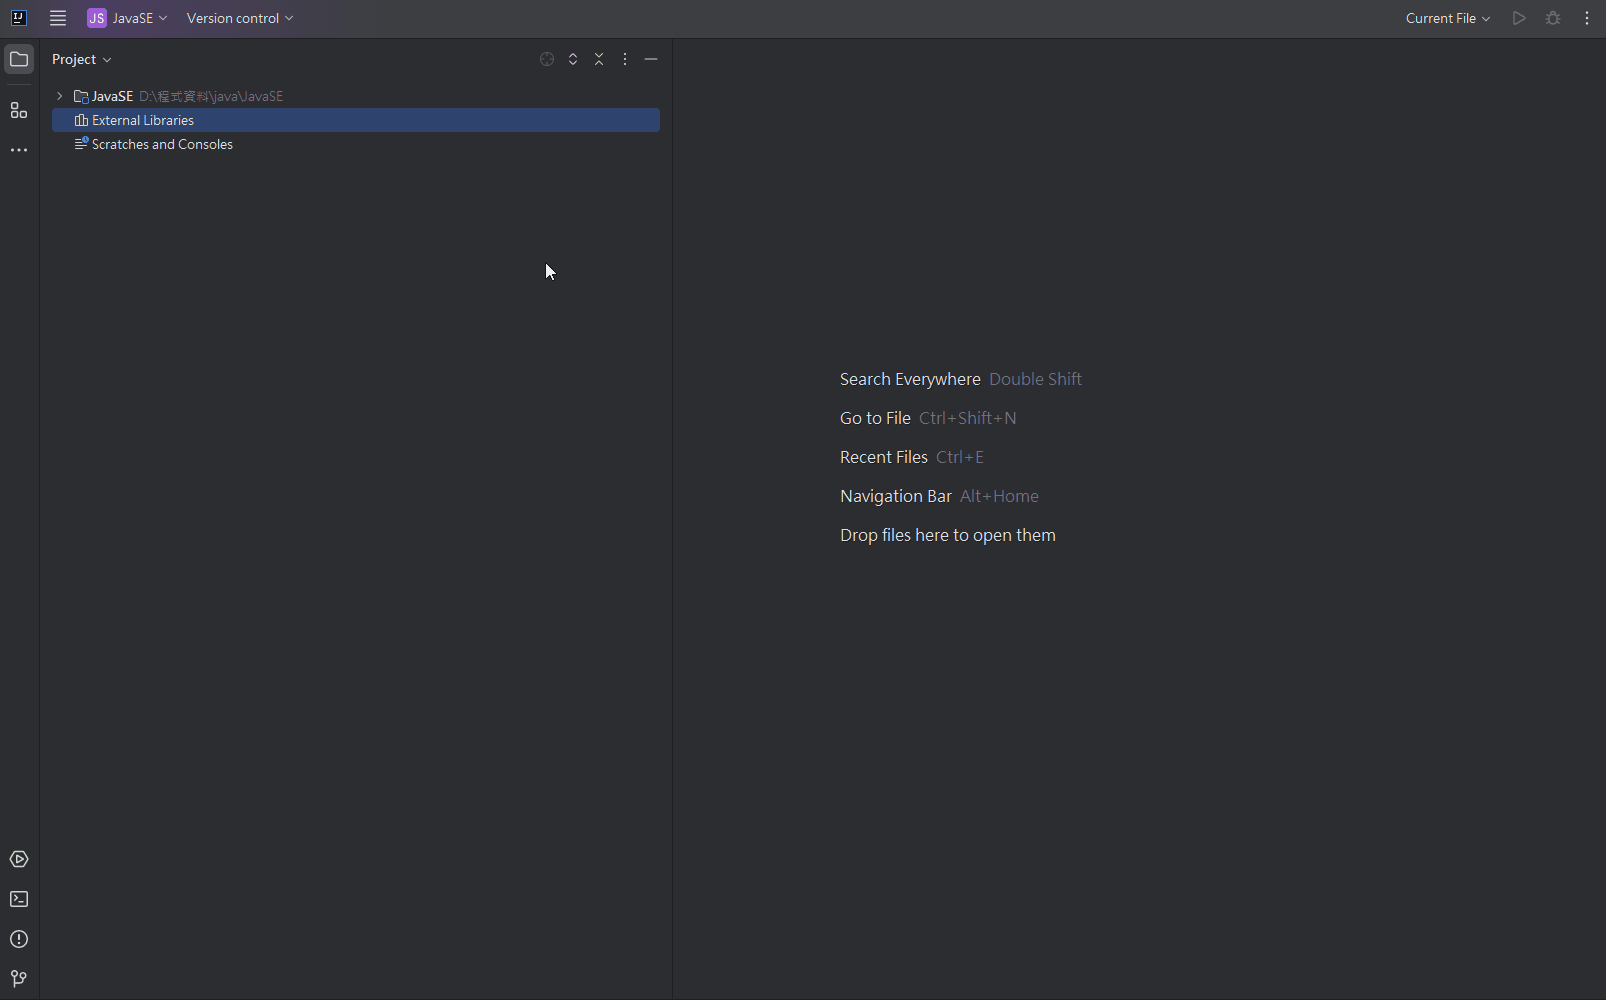 IJ JS JavaSE Version control Current File
Project
JavaSE D:\程式資料\java\JavaSE
External Libraries
Scratches and Consoles
Search Everywhere Double Shift
Go to File Ctrl+Shift+N
Recent Files Ctrl+E
Navigation Bar Alt+Home
Drop files here to open them